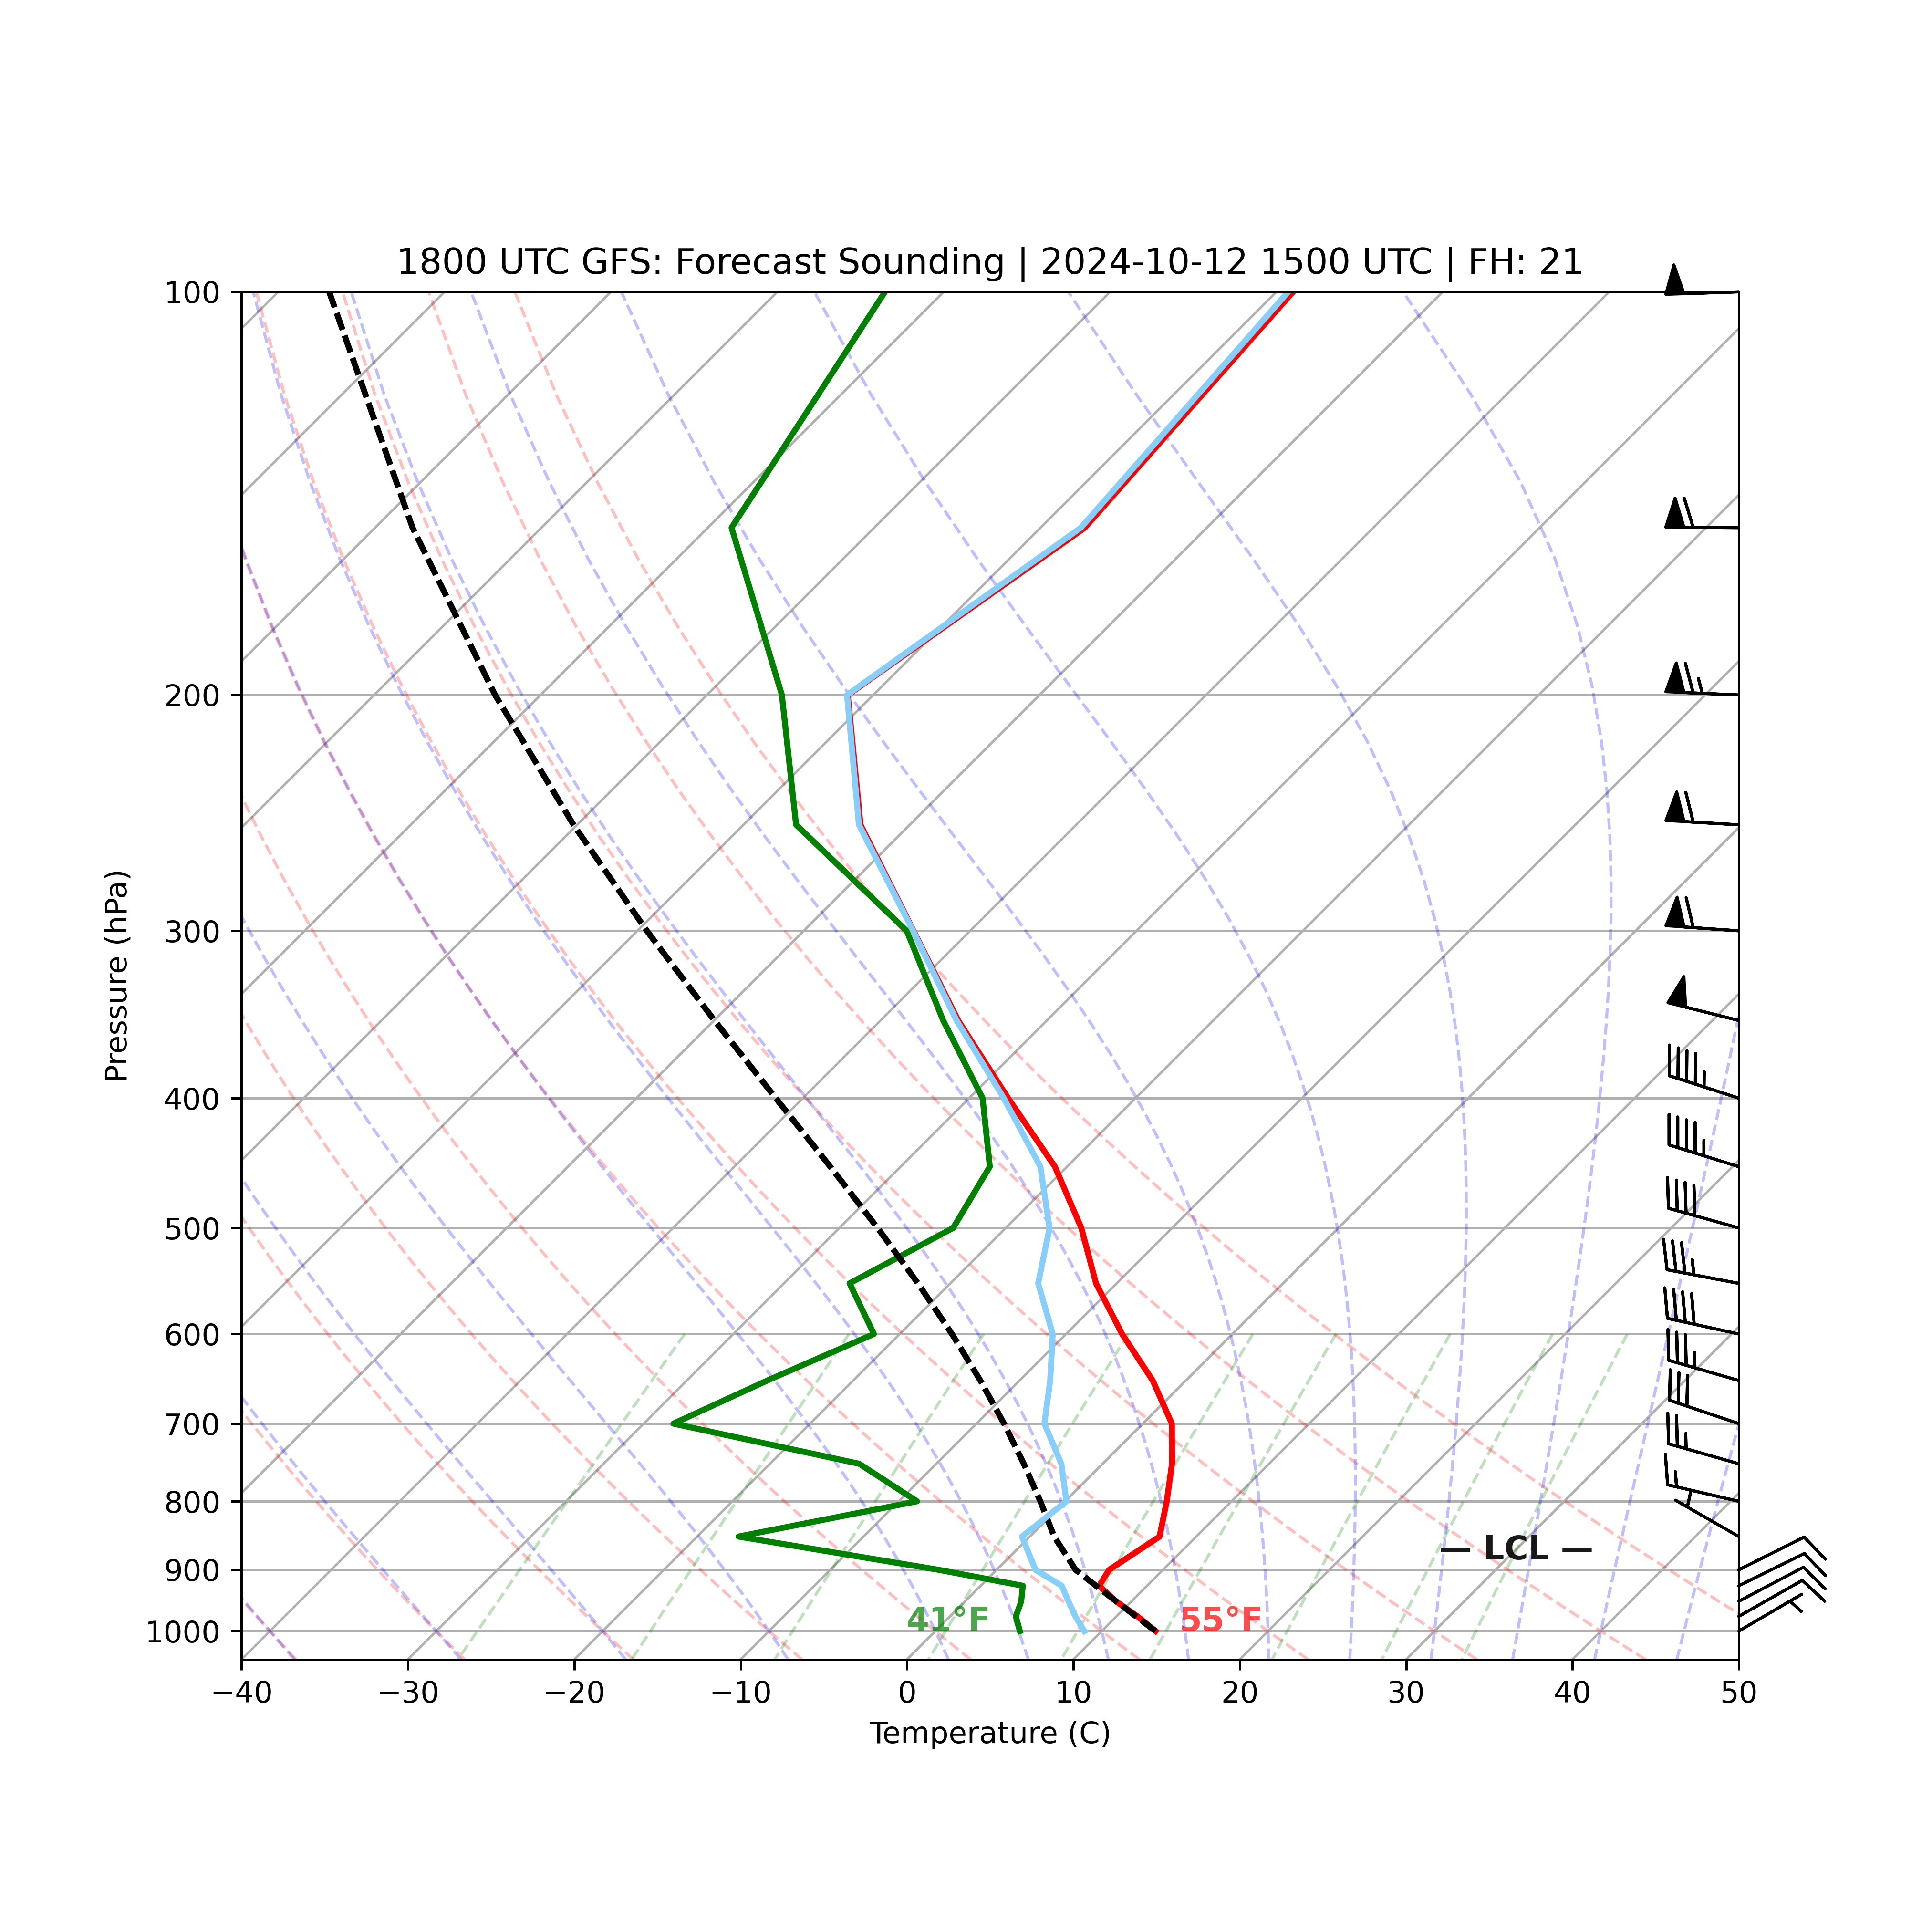 1800 UTC GFS: Forecast Sounding | 2024-10-12 1500 UTC | FH: 21
100
200
300
400
500
600
700
800
900
1000
Pressure (hPa)
— LCL —
41°F
55°F
−40 −30 −20 −10 0 10 20 30 40 50
Temperature (C)